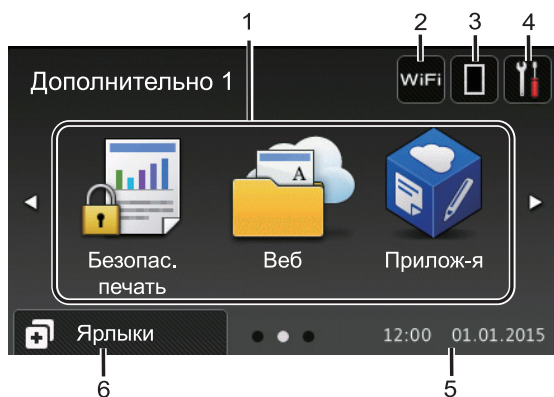 1 2 3 4
Дополнительно 1 WiFi
A
Безопас. печать Веб Прилож-я
Ярлыки 12:00 01.01.2015
6 5